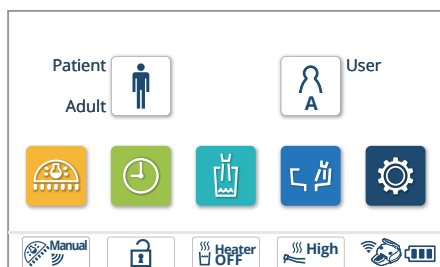 Patient
User
Adult
A
Manual
Heater
OFF
High